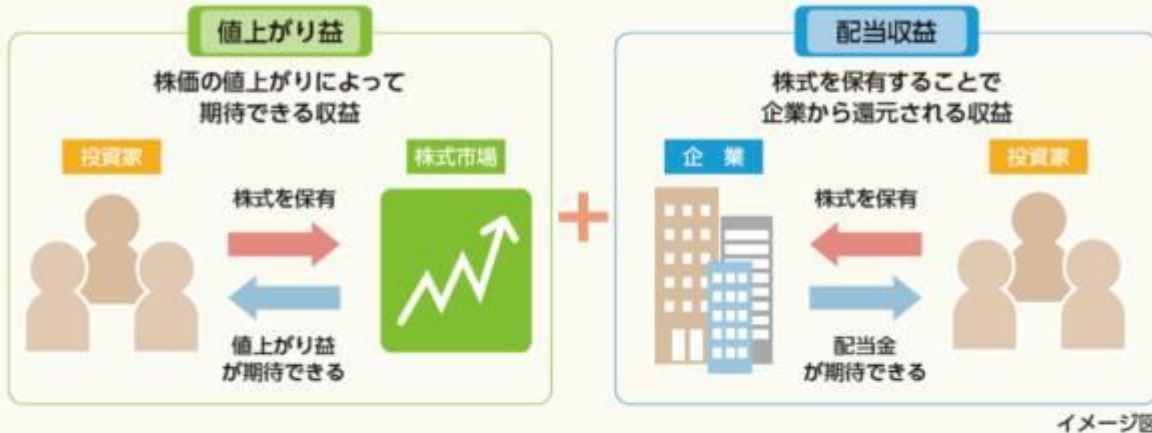 値上がり益
株価の値上がりによって
期待できる収益
投資家
株式市場
株式を保有
値上がり益
が期待できる
配当収益
株式を保有することで
企業から還元される収益
企 業
投資家
株式を保有
配当金
が期待できる
イメージ図